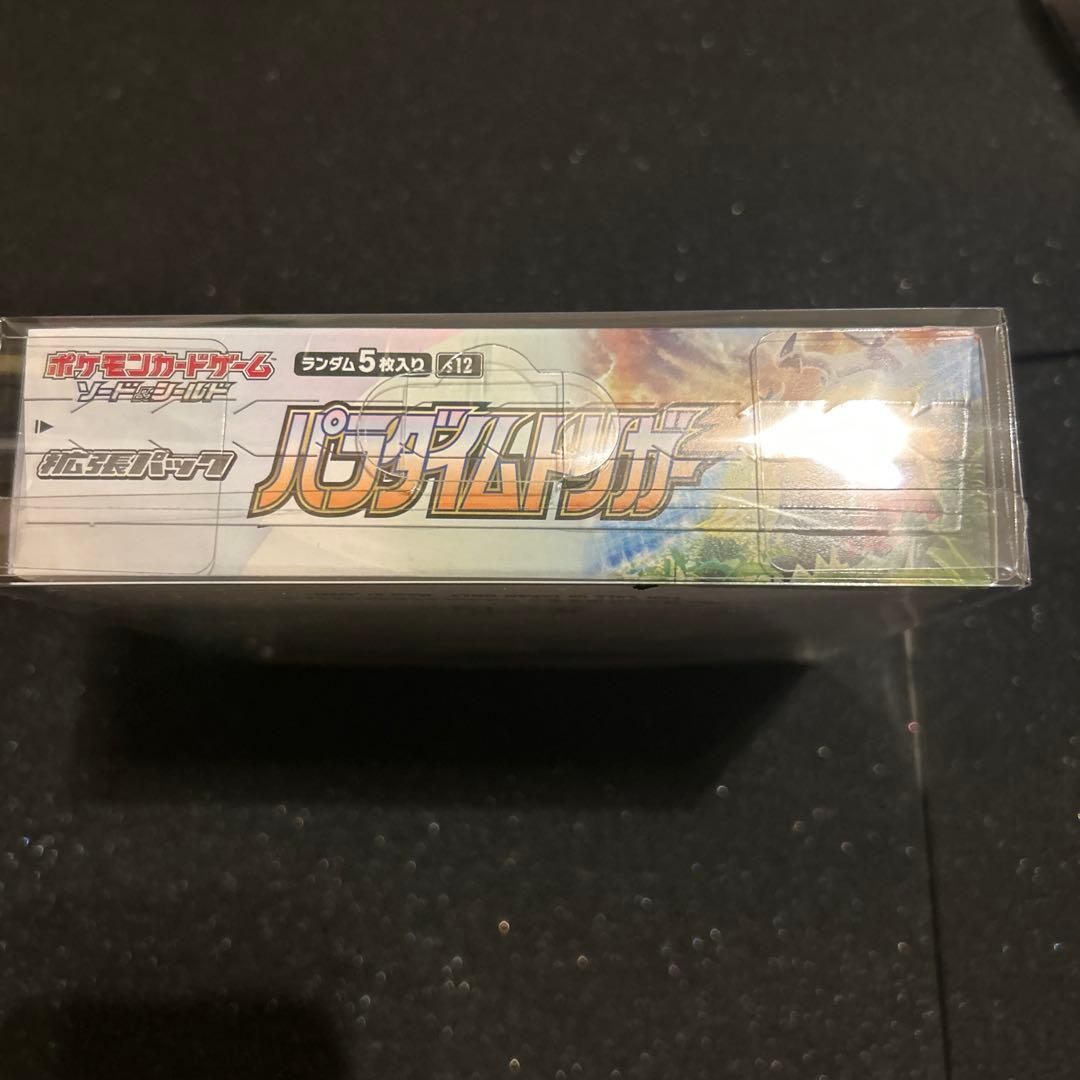 ポケモンカードゲーム
ソード&シールド
ランダム5枚入り s12
拡張パック
パラダイムトリガー